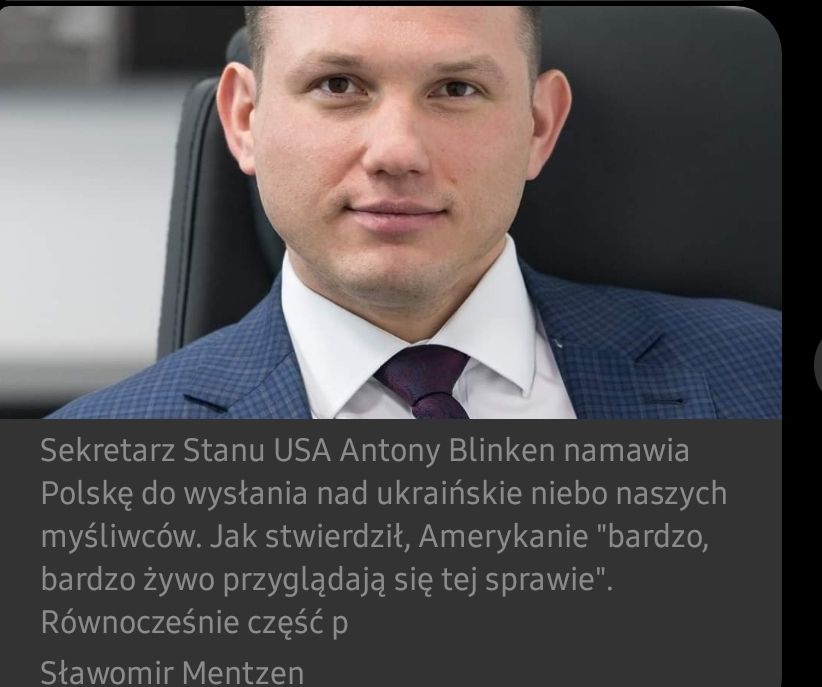 Sekretarz Stanu USA Antony Blinken namawia
Polskę do wysłania nad ukraińskie niebo naszych
myśliwców. Jak stwierdził, Amerykanie "bardzo,
bardzo żywo przyglądają się tej sprawie".
Równocześnie część p
Sławomir Mentzen